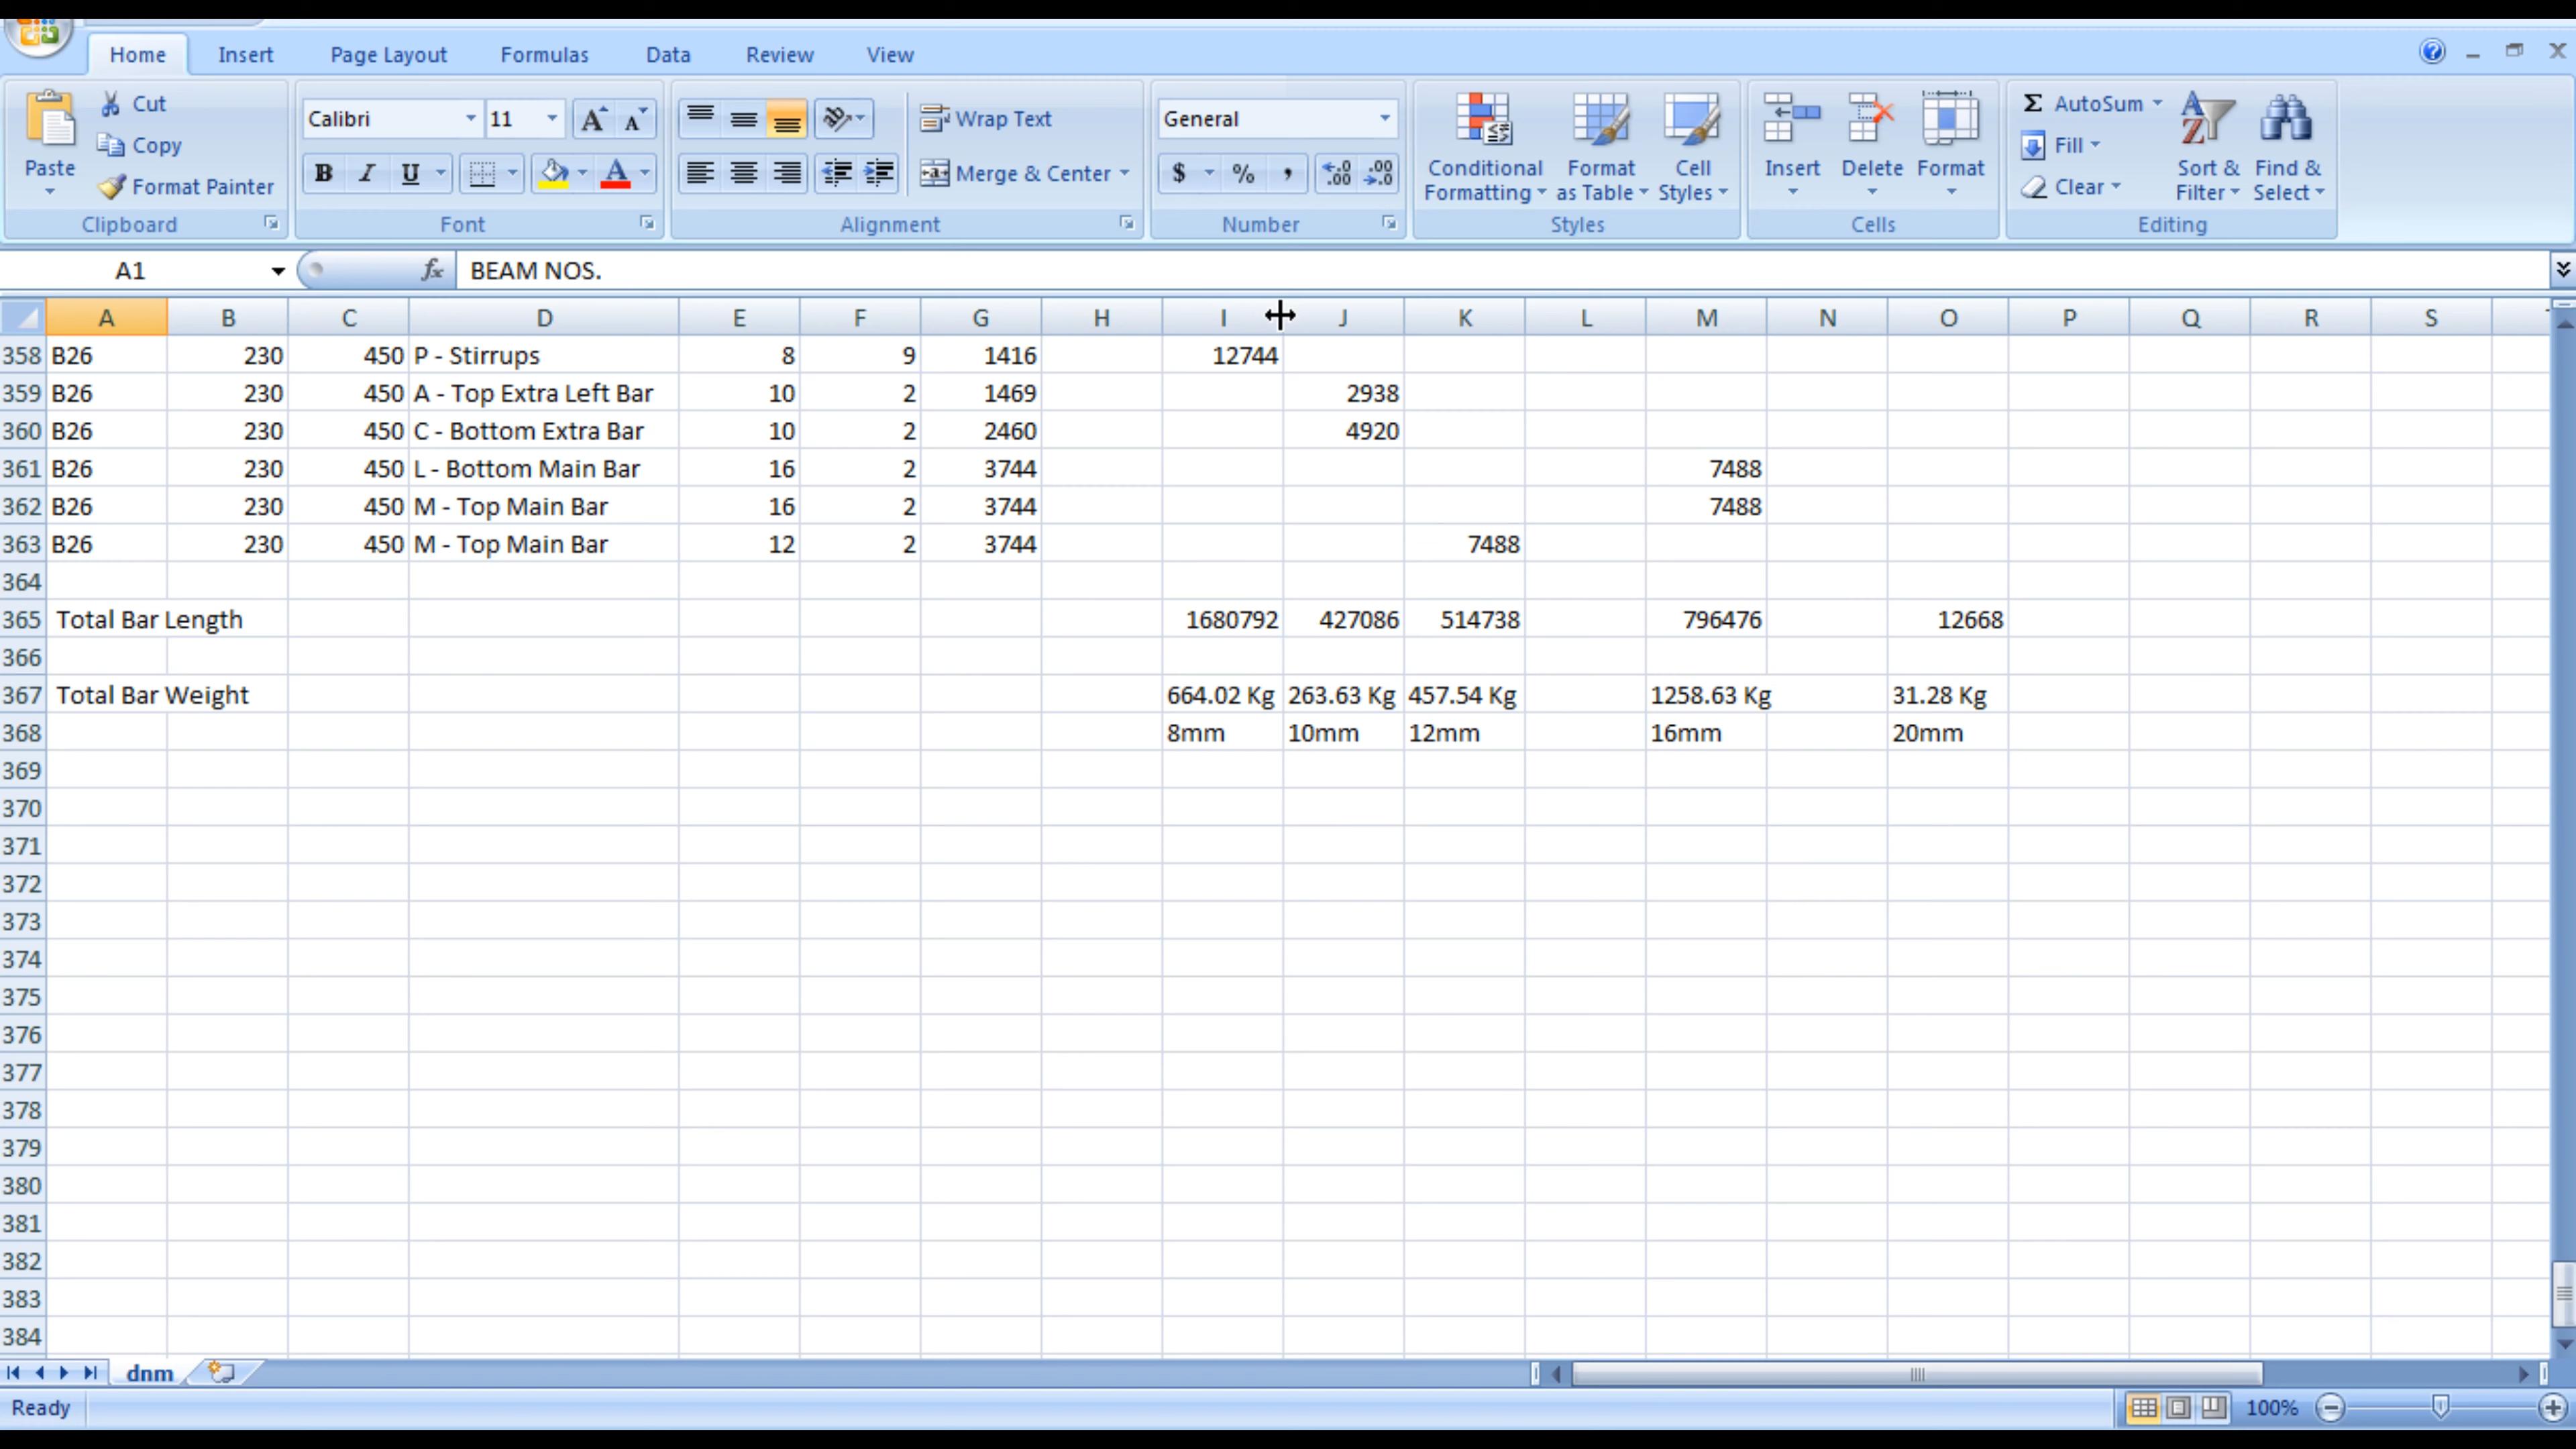 Home Insert Page Layout Formulas Data Review View
Paste Cut Copy Format Painter Clipboard
Calibri 11 A A B I U A Font
Wrap Text Merge & Center Alignment
General $ % , .0 .00 .00 .0 Number
Conditional Formatting Format as Table Cell Styles Styles
Insert Delete Format Cells
Σ AutoSum Fill Clear Sort & Filter Find & Select Editing
A1 fx BEAM NOS.
A B C D E F G H I J K L M N O P Q R S
358 B26 230 450 P - Stirrups 8 9 1416 12744
359 B26 230 450 A - Top Extra Left Bar 10 2 1469 2938
360 B26 230 450 C - Bottom Extra Bar 10 2 2460 4920
361 B26 230 450 L - Bottom Main Bar 16 2 3744 7488
362 B26 230 450 M - Top Main Bar 16 2 3744 7488
363 B26 230 450 M - Top Main Bar 12 2 3744 7488
364
365 Total Bar Length 1680792 427086 514738 796476 12668
366
367 Total Bar Weight 664.02 Kg 263.63 Kg 457.54 Kg 1258.63 Kg 31.28 Kg
368 8mm 10mm 12mm 16mm 20mm
369
370
371
372
373
374
375
376
377
378
379
380
381
382
383
384
dnm
Ready 100%